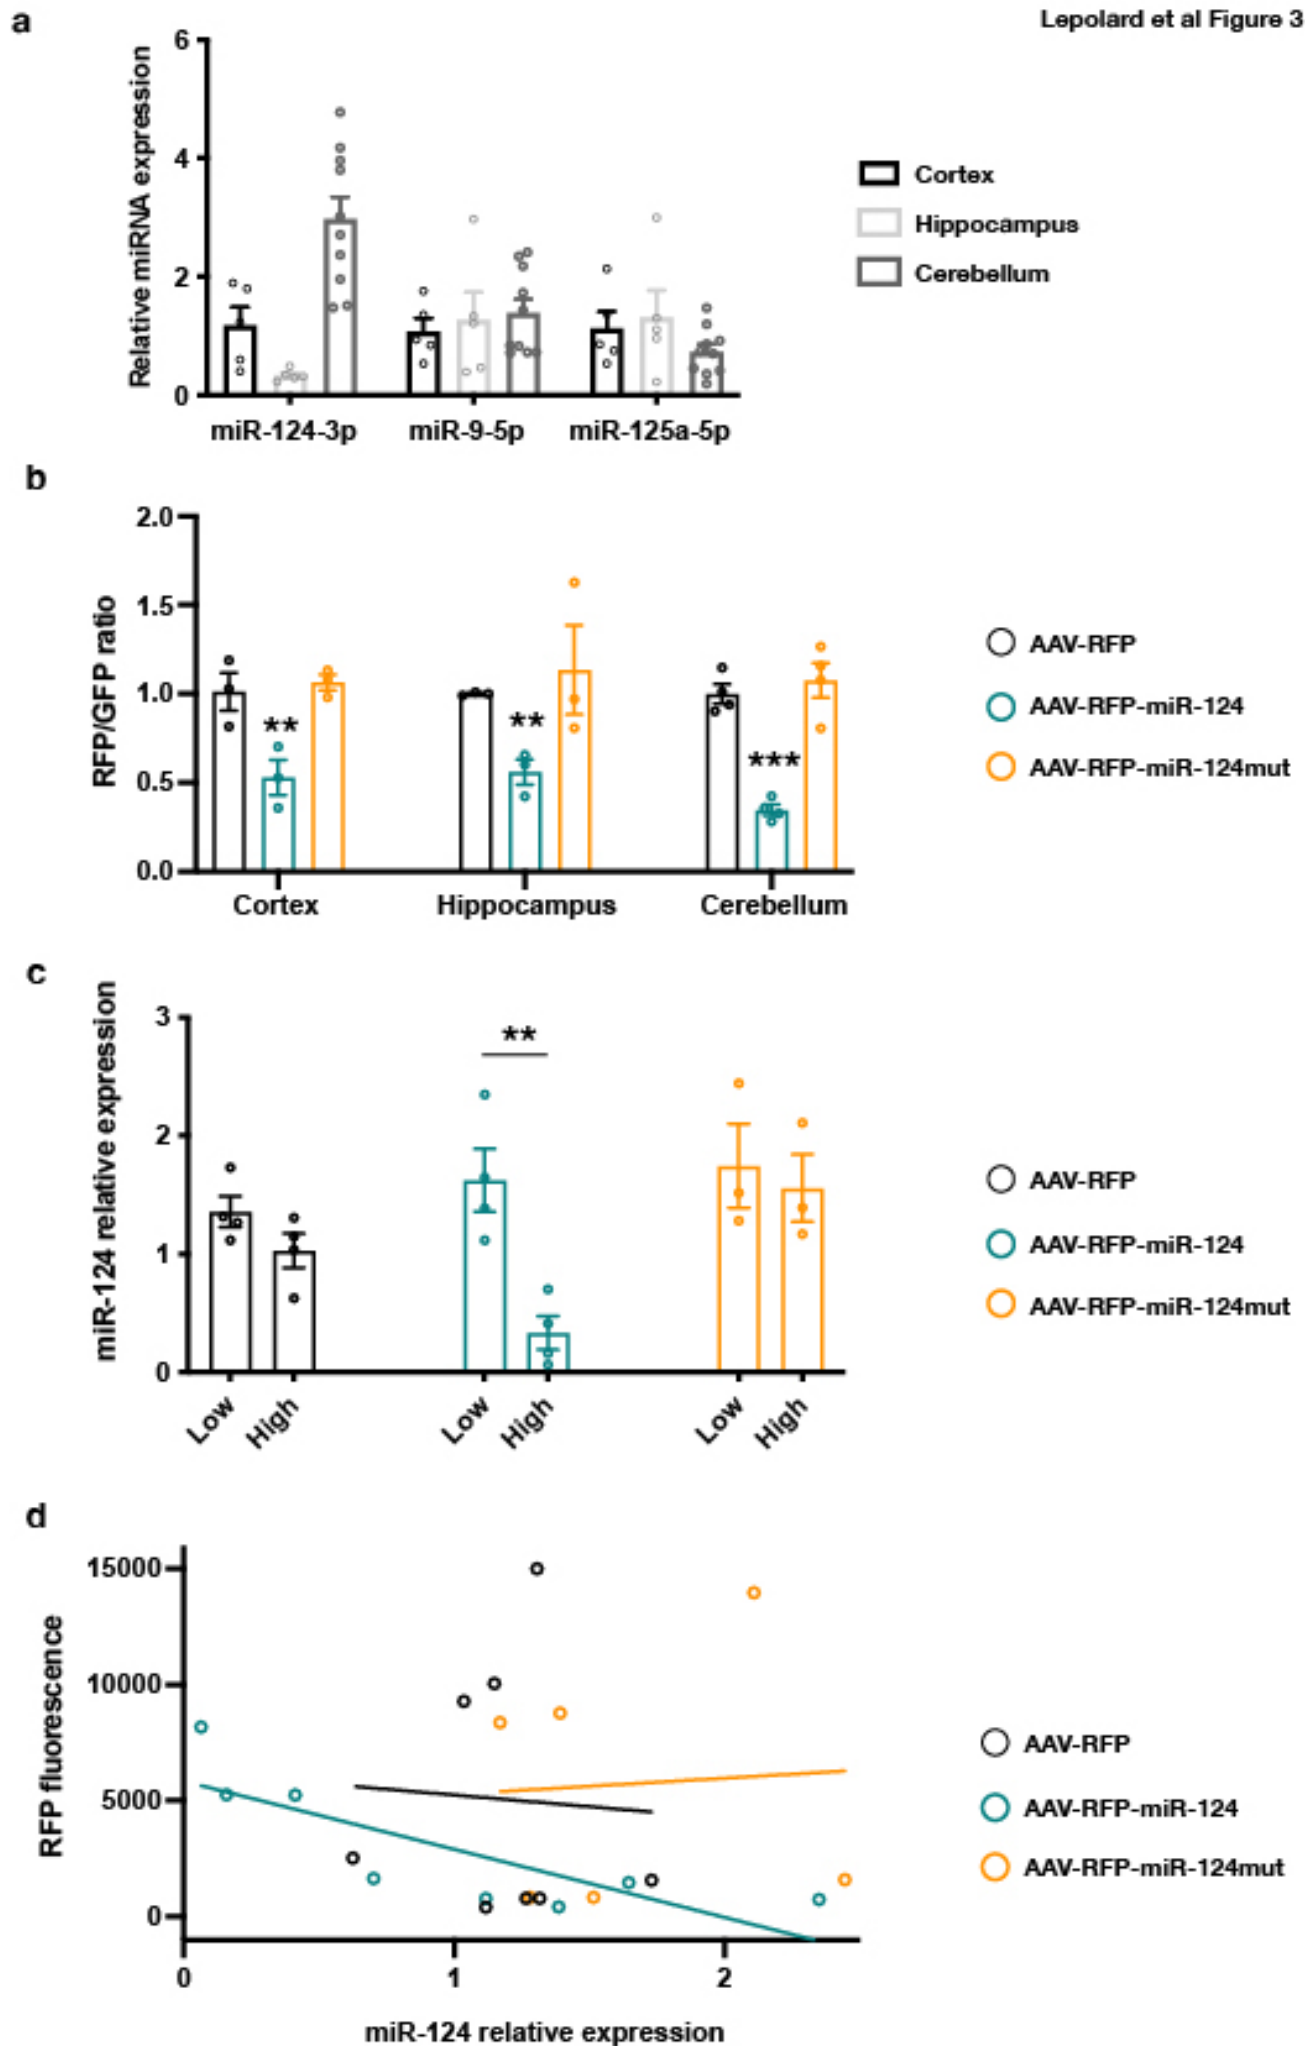 a
Lepolard et al Figure 3
Relative miRNA expression
6
4
2
0
miR-124-3p miR-9-5p miR-125a-5p
Cortex
Hippocampus
Cerebellum
b
RFP/GFP ratio
2.0
1.5
1.0
0.5
0.0
** ** ***
Cortex Hippocampus Cerebellum
AAV-RFP
AAV-RFP-miR-124
AAV-RFP-miR-124mut
c
miR-124 relative expression
3
2
1
0
**
Low High Low High Low High
AAV-RFP
AAV-RFP-miR-124
AAV-RFP-miR-124mut
d
RFP fluorescence
15000
10000
5000
0
0 1 2
miR-124 relative expression
AAV-RFP
AAV-RFP-miR-124
AAV-RFP-miR-124mut